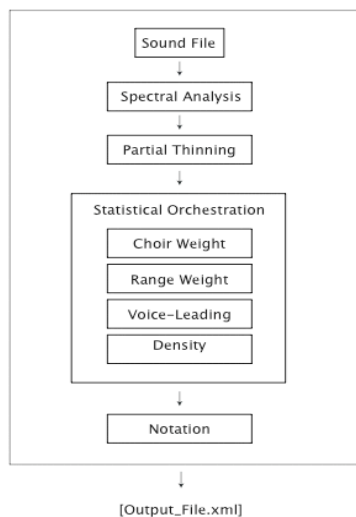 Sound File
Spectral Analysis
Partial Thinning
Statistical Orchestration
Choir Weight
Range Weight
Voice-Leading
Density
Notation
[Output_File.xml]